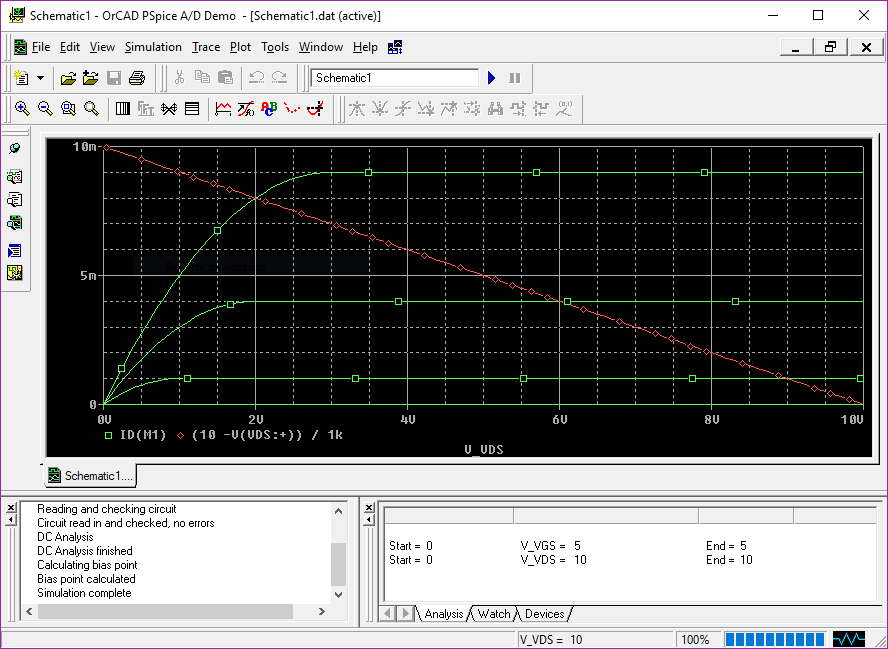 Schematic1 - OrCAD PSpice A/D Demo - [Schematic1.dat (active)]
File Edit View Simulation Trace Plot Tools Window Help
Schematic1
10m
5m
0
0V 2V 4V 6V 8V 10V
ID(M1) (10 -V(VDS:+)) / 1k
V_VDS
Schematic1....
Reading and checking circuit
Circuit read in and checked, no errors
DC Analysis
DC Analysis finished
Calculating bias point
Bias point calculated
Simulation complete
Start = 0 V_VGS = 5 End = 5
Start = 0 V_VDS = 10 End = 10
Analysis Watch Devices
V_VDS = 10 100%